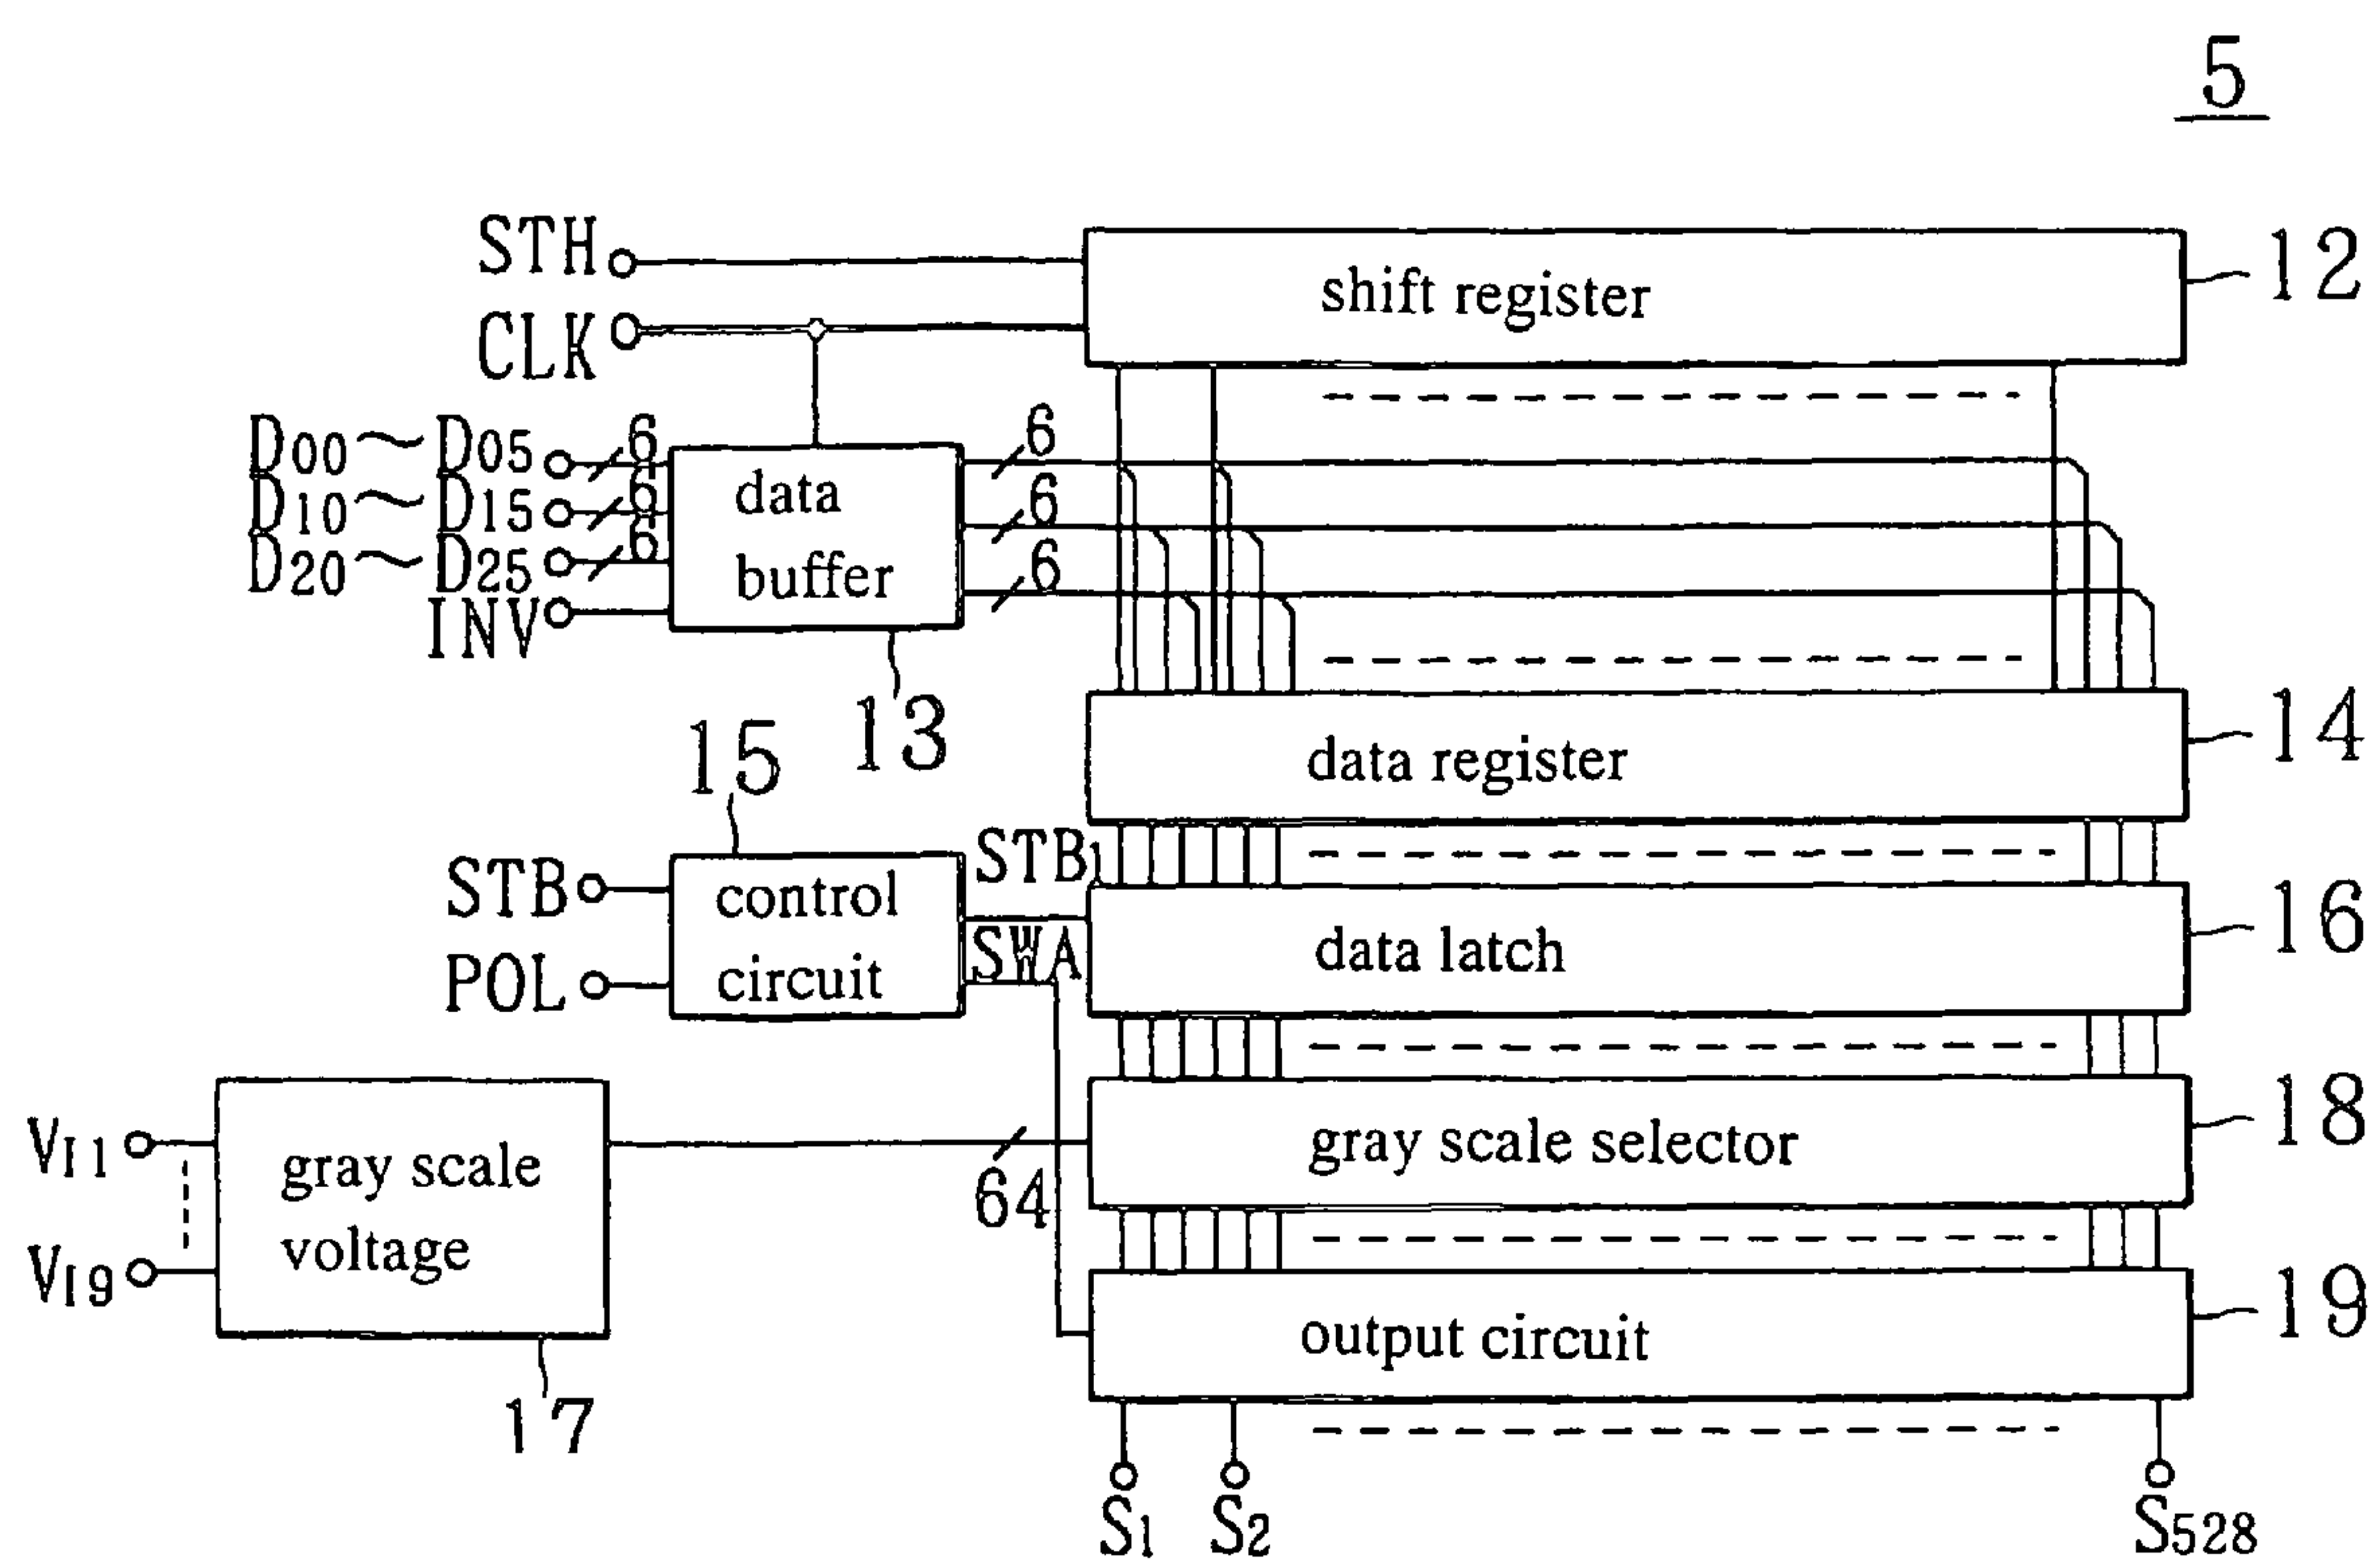 5
STH
CLK
shift register
12
D00~D05
6
D10~D15
6
D20~D25
6
INV
data
buffer
13
6
6
6
data register
14
15
STB
POL
control
circuit
STB1
SWA
data latch
16
VI1
VI9
gray scale
voltage
17
64
gray scale selector
18
output circuit
19
S1
S2
S528